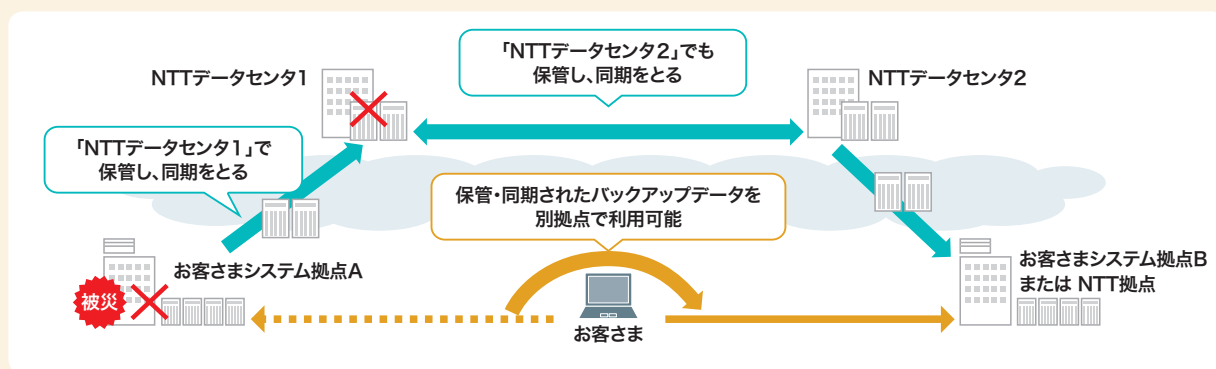 「NTTデータセンタ2」でも
保管し、同期をとる
NTTデータセンタ1
NTTデータセンタ2
「NTTデータセンタ1」で
保管し、同期をとる
保管・同期されたバックアップデータを
別拠点で利用可能
お客さまシステム拠点A
お客さまシステム拠点B
または NTT拠点
被災
お客さま